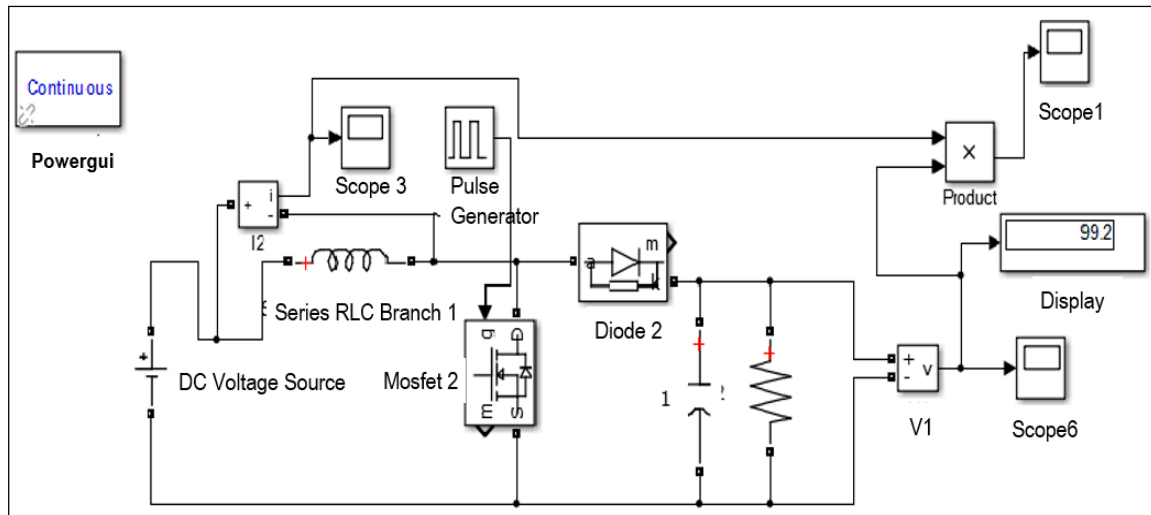 Continuous
Powergui
Scope1
Scope 3
Pulse
Generator
X
Product
+
i
-
I2
99.2
Display
Series RLC Branch 1
a
m
k
Diode 2
g
D
m
S
Mosfet 2
+
DC Voltage Source
1
+
-
v
V1
Scope6